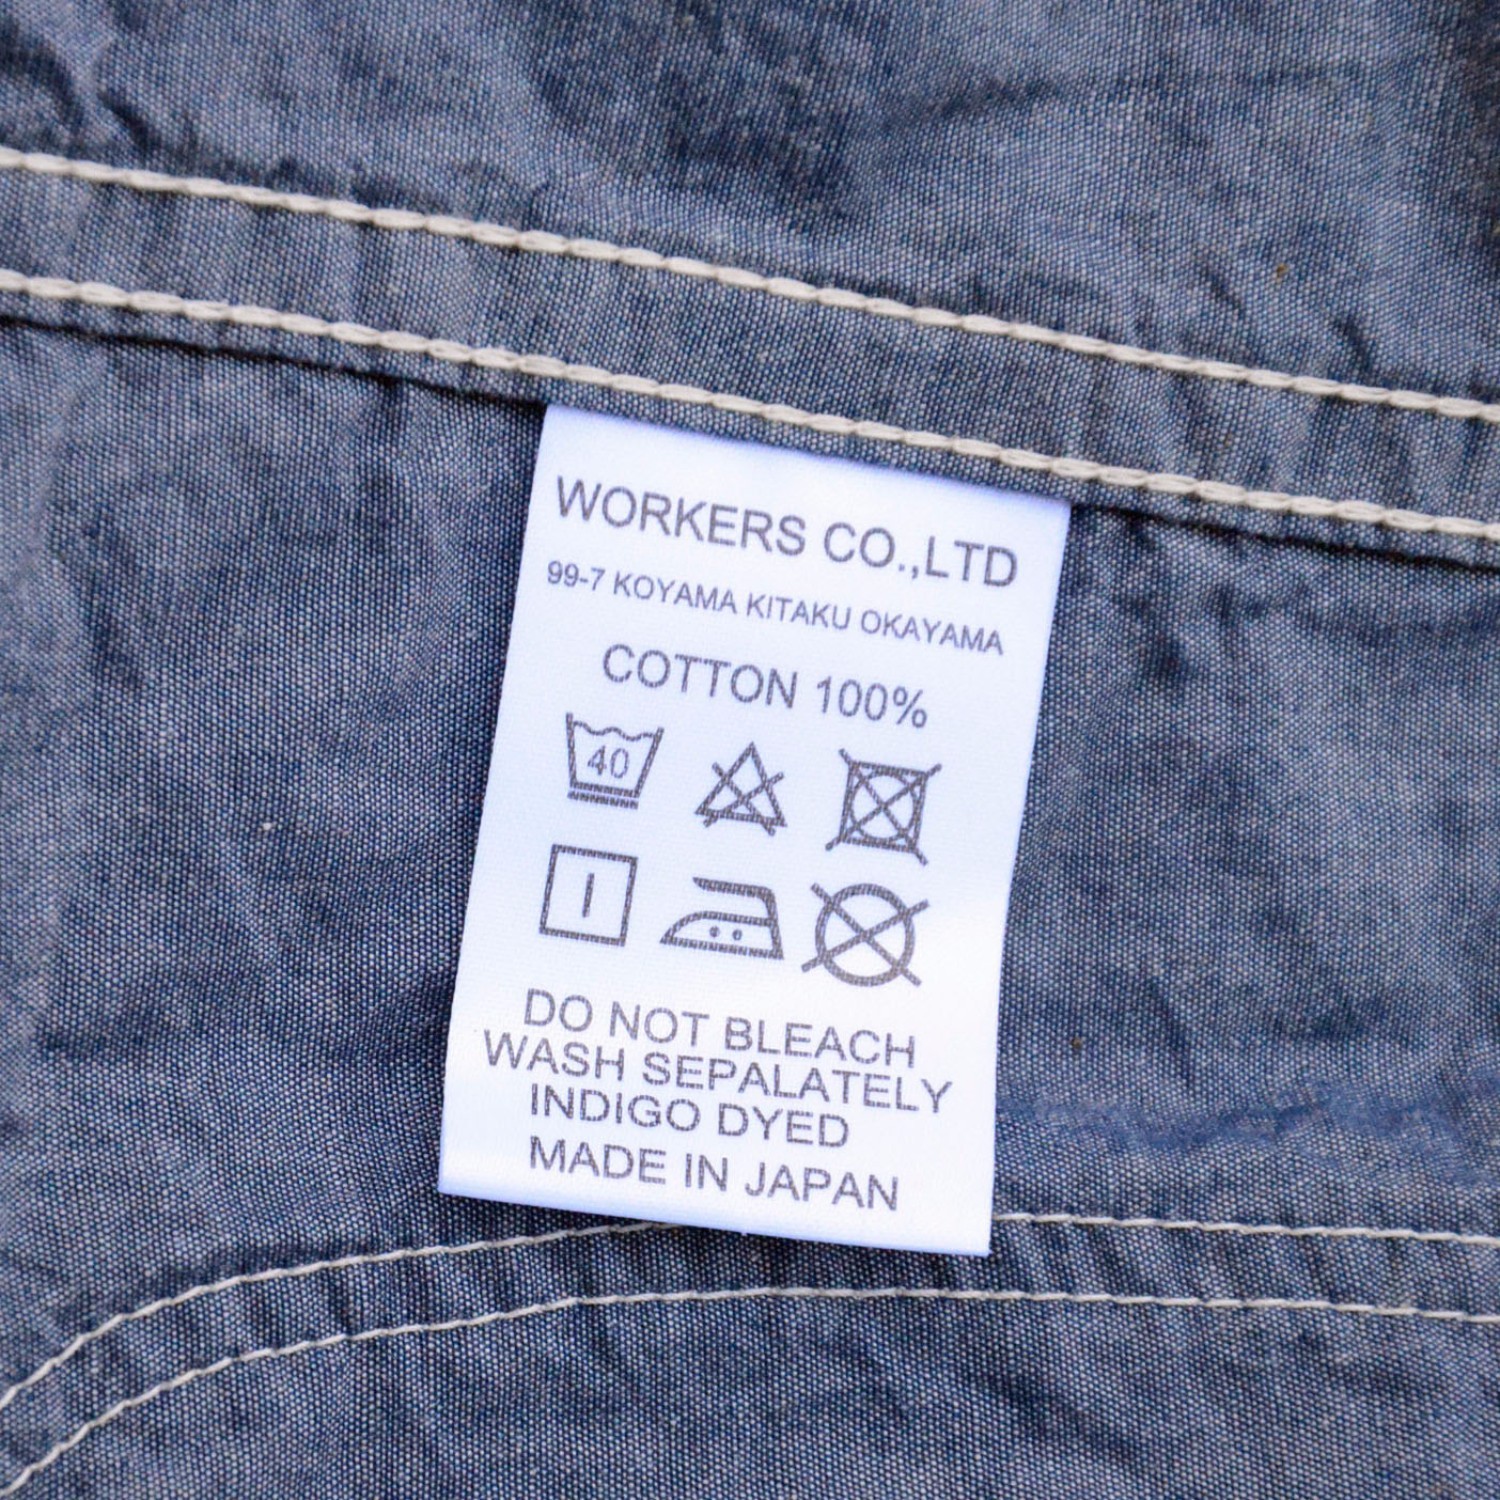 WORKERS CO.,LTD
99-7 KOYAMA KITAKU OKAYAMA
COTTON 100%
40
DO NOT BLEACH
WASH SEPALATELY
INDIGO DYED
MADE IN JAPAN